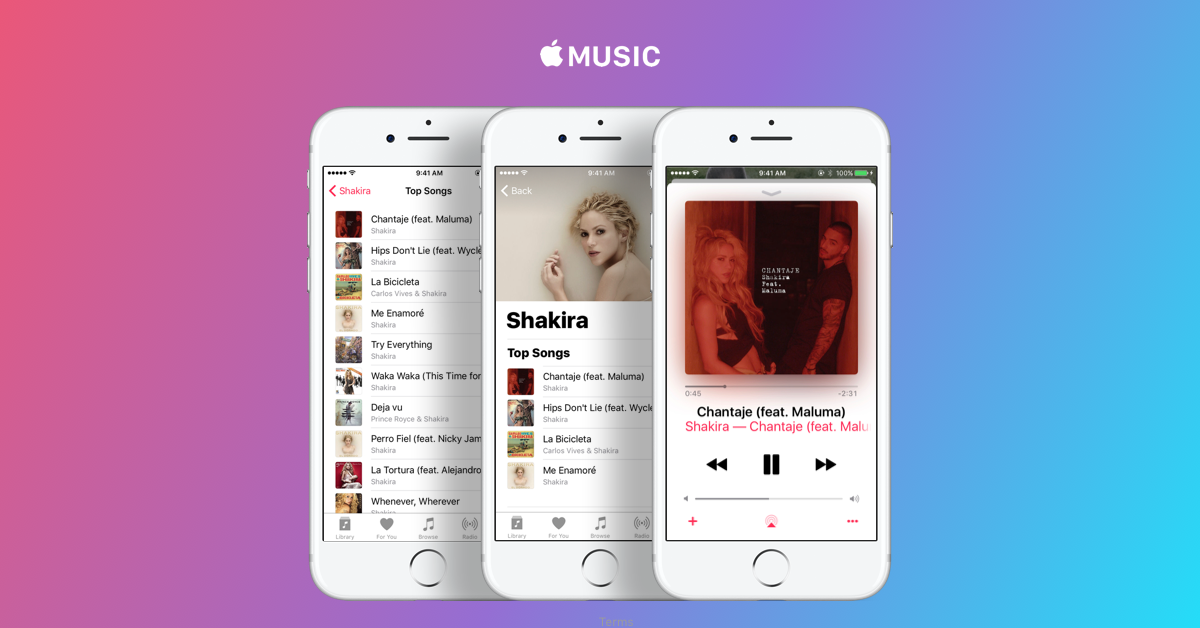 MUSIC
9:41 AM
Shakira
Top Songs
Chantaje (feat. Maluma)
Shakira
Hips Don't Lie (feat. Wycle
Shakira
La Bicicleta
Carlos Vives & Shakira
Me Enamoré
Shakira
Try Everything
Shakira
Waka Waka (This Time for
Shakira
Deja vu
Prince Royce & Shakira
Perro Fiel (feat. Nicky Jam
Shakira
La Tortura (feat. Alejandro
Shakira
Whenever, Wherever
Shakira
Library For You Browse Radio
9:41 AM
Back
Shakira
Top Songs
Chantaje (feat. Maluma)
Shakira
Hips Don't Lie (feat. Wycle
Shakira
La Bicicleta
Carlos Vives & Shakira
Me Enamoré
Shakira
Library For You Browse Radio
9:41 AM 100%
CHANTAJE
Shakira
Feat.
Maluma
0:45 -2:31
Chantaje (feat. Maluma)
Shakira — Chantaje (feat. Malu
Terms